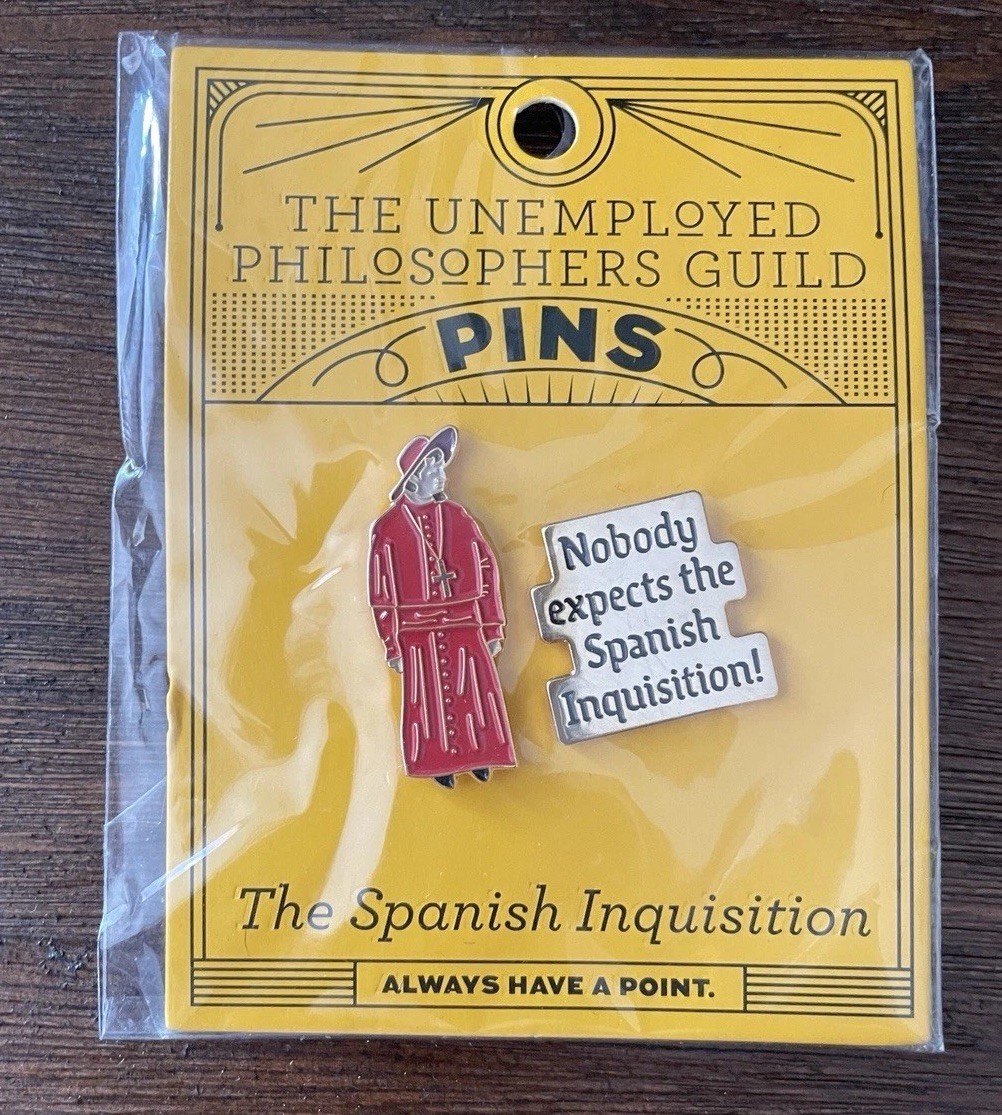 THE UNEMPLOYED
PHILOSOPHERS GUILD
PINS
Nobody
expects the
Spanish
Inquisition!
The Spanish Inquisition
ALWAYS HAVE A POINT.